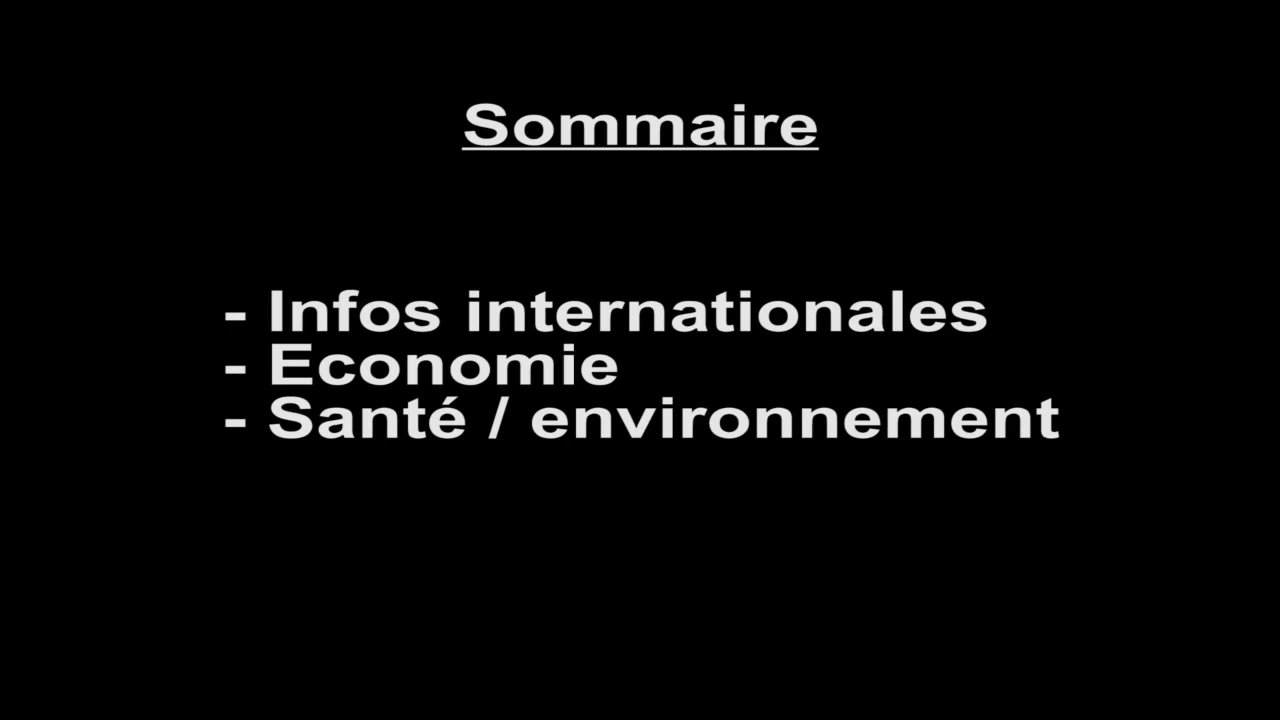 Sommaire
- Infos internationales
- Economie
- Santé / environnement